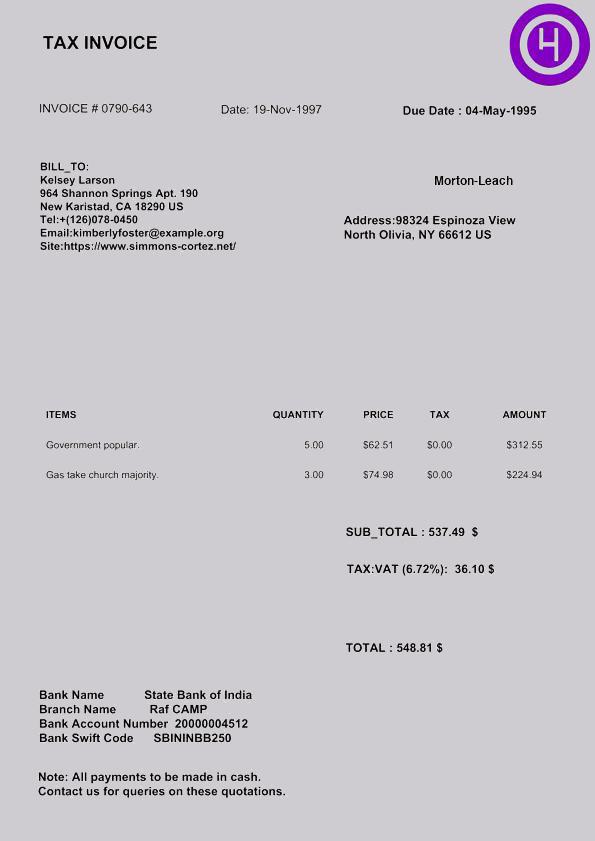 TAX INVOICE
INVOICE # 0790-643 Date: 19-Nov-1997 Due Date : 04-May-1995
BILL_TO:
Kelsey Larson
964 Shannon Springs Apt. 190
New Karistad, CA 18290 US
Tel:+(126)078-0450
Email:kimberlyfoster@example.org
Site:https://www.simmons-cortez.net/
Morton-Leach
Address:98324 Espinoza View
North Olivia, NY 66612 US
ITEMS QUANTITY PRICE TAX AMOUNT
Government popular. 5.00 $62.51 $0.00 $312.55
Gas take church majority. 3.00 $74.98 $0.00 $224.94
SUB_TOTAL : 537.49 $
TAX:VAT (6.72%): 36.10 $
TOTAL : 548.81 $
Bank Name State Bank of India
Branch Name Raf CAMP
Bank Account Number 20000004512
Bank Swift Code SBININBB250
Note: All payments to be made in cash.
Contact us for queries on these quotations.